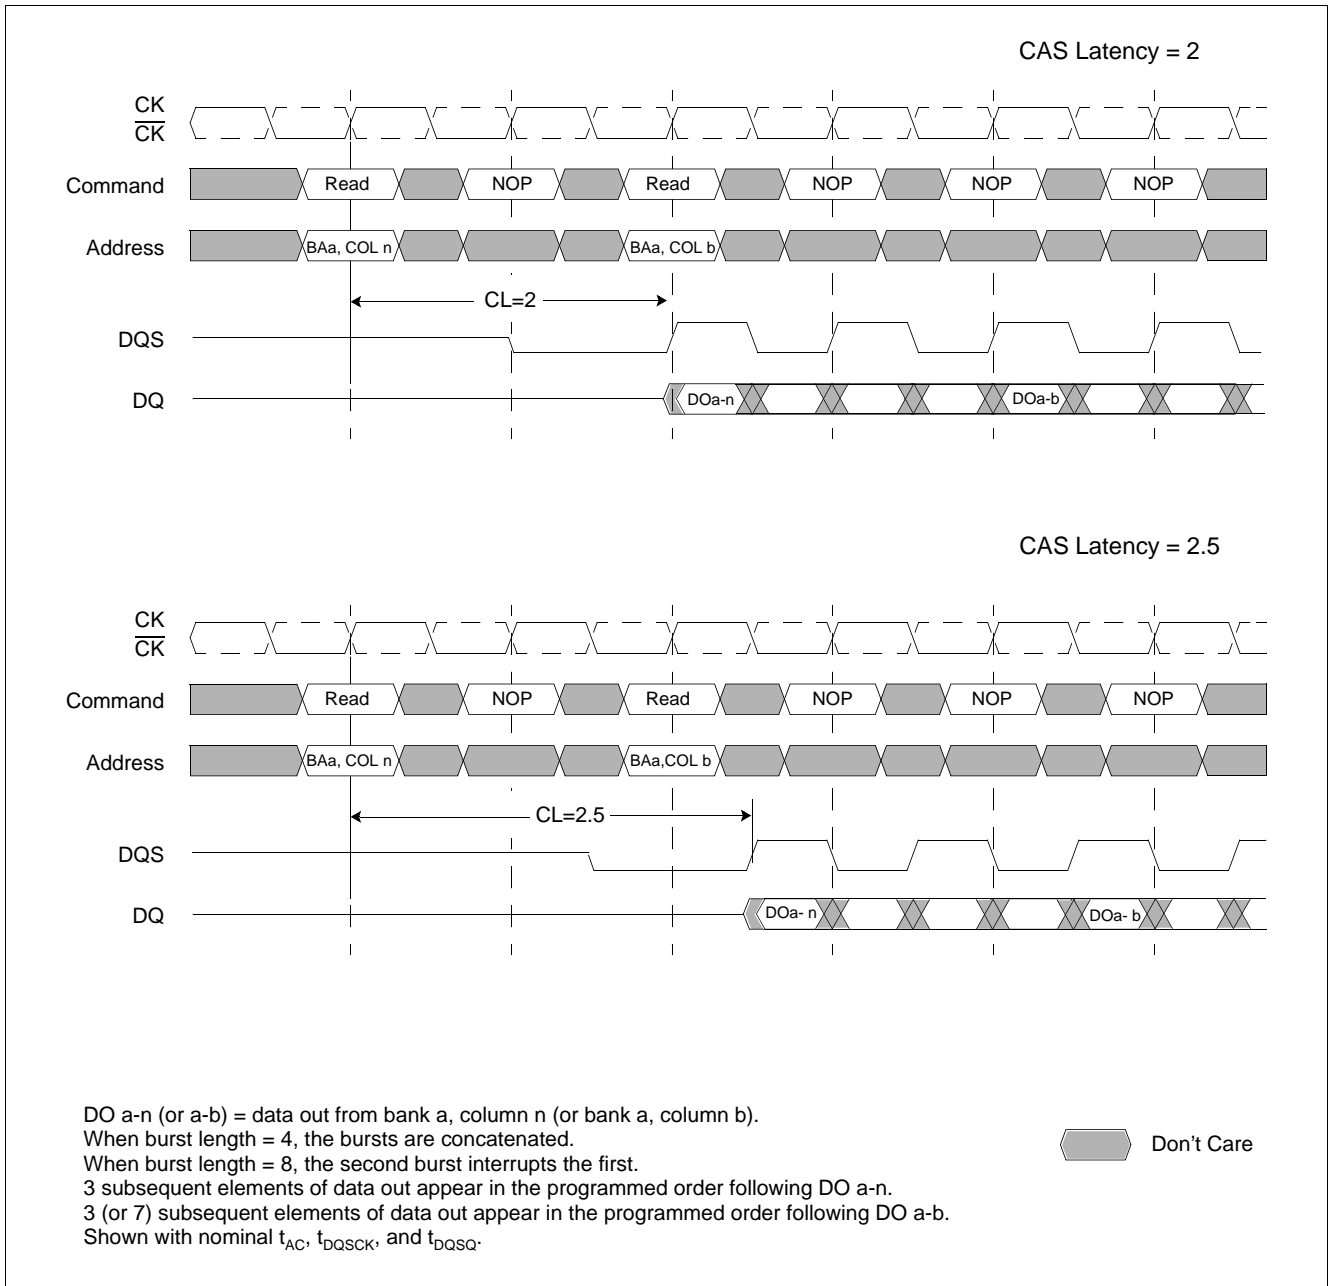 CAS Latency = 2
CK
CK
Command Read NOP Read NOP NOP NOP
Address BAa, COL n BAa, COL b
CL=2
DQS
DQ DOa-n DOa-b
CAS Latency = 2.5
CK
CK
Command Read NOP Read NOP NOP NOP
Address BAa, COL n BAa,COL b
CL=2.5
DQS
DQ DOa- n DOa- b
DO a-n (or a-b) = data out from bank a, column n (or bank a, column b).
When burst length = 4, the bursts are concatenated.
When burst length = 8, the second burst interrupts the first.
3 subsequent elements of data out appear in the programmed order following DO a-n.
3 (or 7) subsequent elements of data out appear in the programmed order following DO a-b.
Shown with nominal tAC, tDQSCK, and tDQSQ.
Don't Care